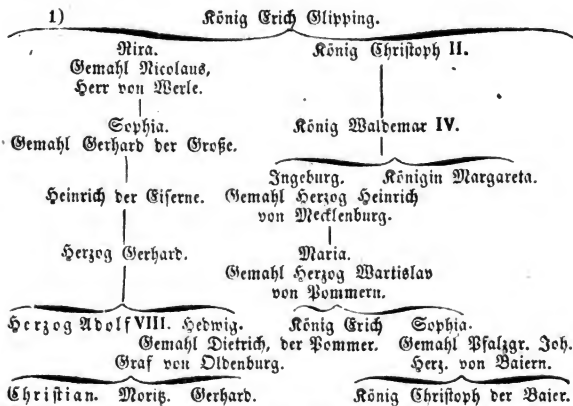 1) König Erich Glipping.
Rixa. König Christoph II.
Gemahl Nicolaus,
Herr von Werle.
Sophia. König Waldemar IV.
Gemahl Gerhard der Große.
Ingeburg. Königin Margareta.
Heinrich der Eiserne. Gemahl Herzog Heinrich
von Mecklenburg.
Maria.
Herzog Gerhard. Gemahl Herzog Wartislav
von Pommern.
Herzog Adolf VIII. Hedwig. König Erich Sophia.
Gemahl Dietrich, der Pommer. Gemahl Pfalzgr. Joh.
Graf von Oldenburg. Herz. von Baiern.
Christian. Moritz. Gerhard. König Christoph der Baier.